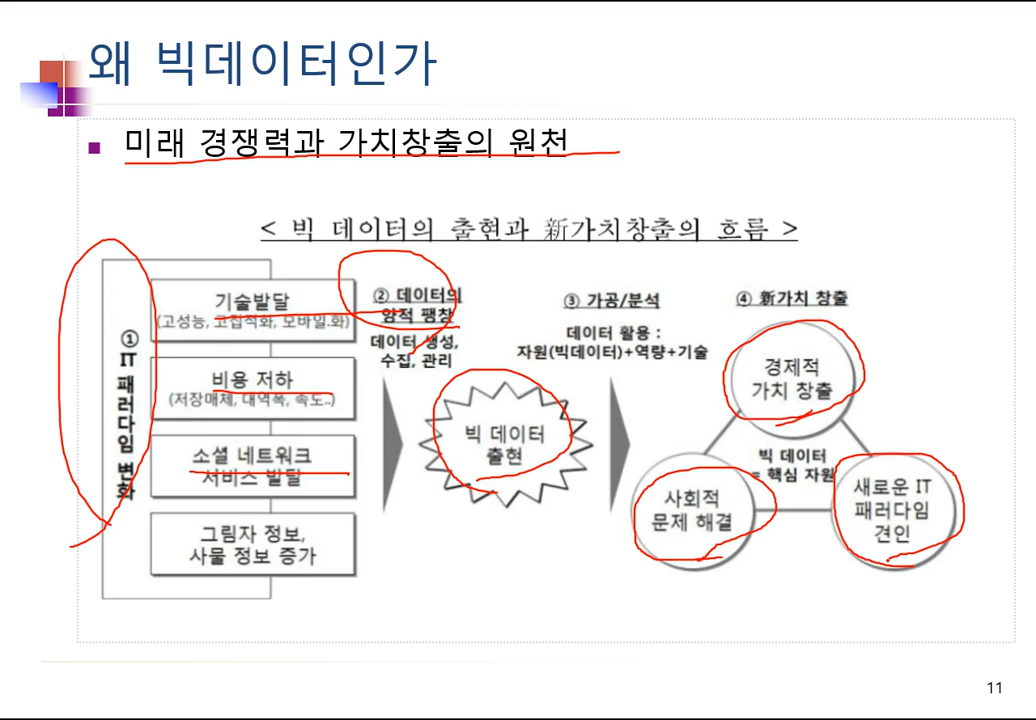 왜 빅데이터인가
미래 경쟁력과 가치창출의 원천
< 빅 데이터의 출현과 新가치창출의 흐름 >
①
IT
패
러
다
임
변
화
기술발달
(고성능, 고집적화, 모바일.화)
비용 저하
(저장매체, 대역폭, 속도..)
소셜 네트워크
서비스 발달
그림자 정보,
사물 정보 증가
② 데이터의
양적 팽창
데이터 생성,
수집, 관리
빅 데이터
출현
③ 가공/분석
데이터 활용 :
자원(빅데이터)+역량+기술
④ 新가치 창출
경제적
가치 창출
빅 데이터
= 핵심 자원
사회적
문제 해결
새로운 IT
패러다임
견인
11